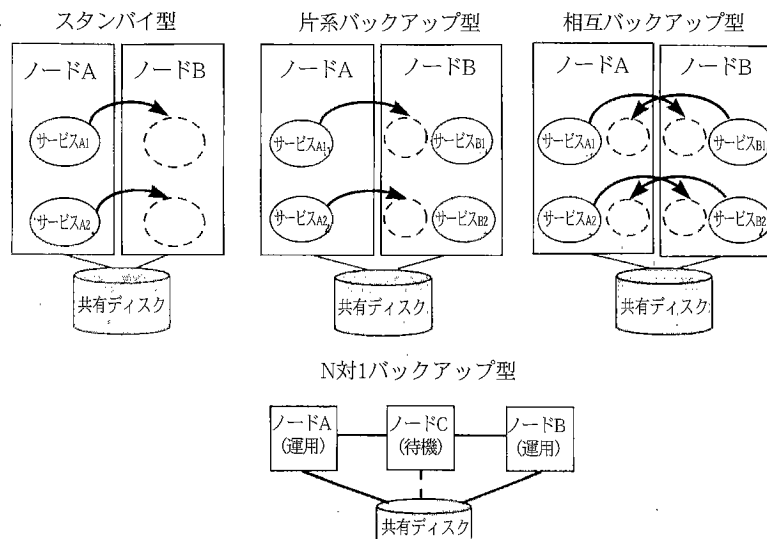 スタンバイ型
ノードA
ノードB
サービスA1
サービスA2
共有ディスク
片系バックアップ型
ノードA
ノードB
サービスA1
サービスB1
サービスA2
サービスB2
共有ディスク
相互バックアップ型
ノードA
ノードB
サービスA1
サービスB1
サービスA2
サービスB2
共有ディスク
N対1バックアップ型
ノードA
(運用)
ノードC
(待機)
ノードB
(運用)
共有ディスク